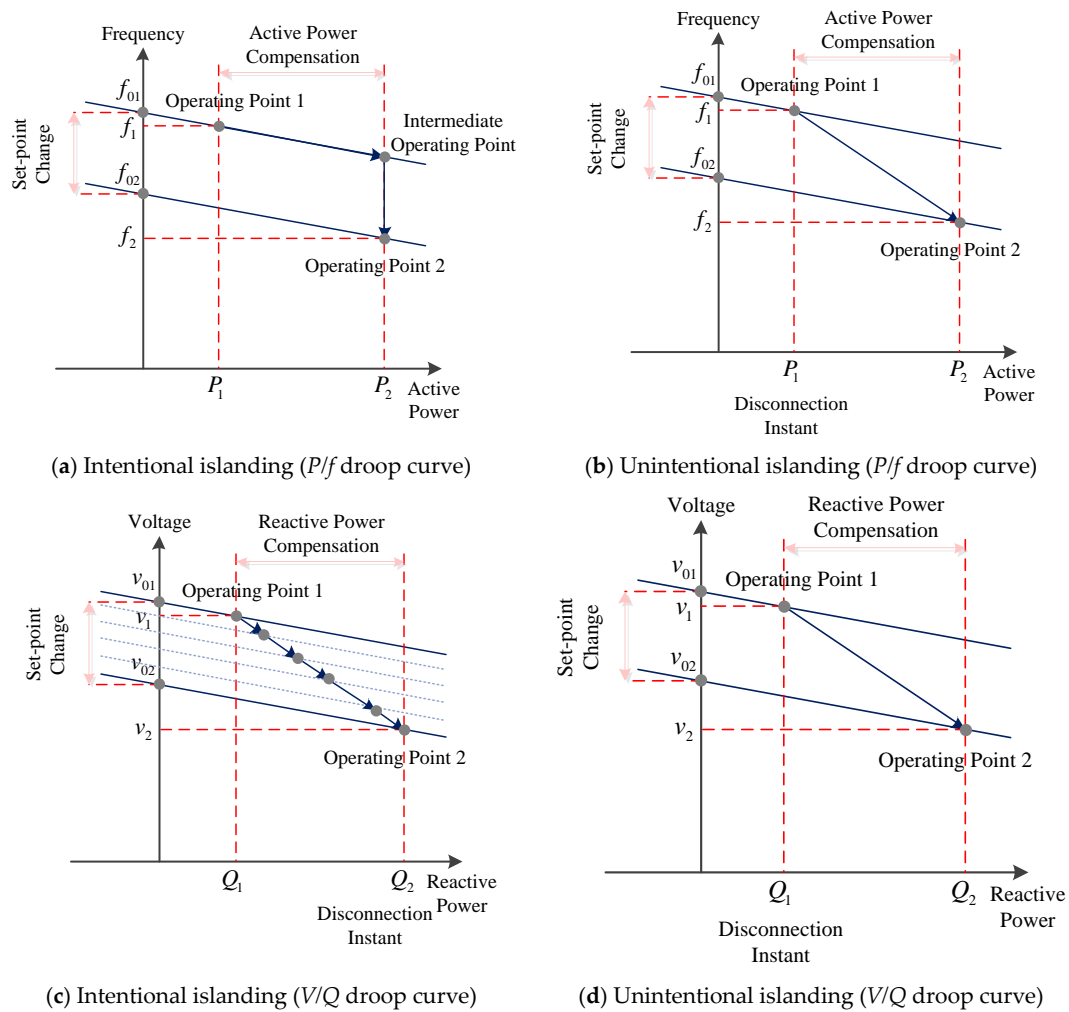 Frequency
Active Power
Compensation
f01
Operating Point 1
f1
Intermediate
Operating Point
Set-point
Change
f02
f2
Operating Point 2
P1
P2
Active
Power
(a) Intentional islanding (P/f droop curve)
Frequency
Active Power
Compensation
f01
Operating Point 1
f1
Set-point
Change
f02
f2
Operating Point 2
P1
P2
Active
Power
Disconnection
Instant
(b) Unintentional islanding (P/f droop curve)
Voltage
Reactive Power
Compensation
v01
Operating Point 1
v1
Set-point
Change
v02
v2
Operating Point 2
Q1
Q2
Reactive
Power
Disconnection
Instant
(c) Intentional islanding (V/Q droop curve)
Voltage
Reactive Power
Compensation
v01
Operating Point 1
v1
Set-point
Change
v02
v2
Operating Point 2
Q1
Q2
Reactive
Power
Disconnection
Instant
(d) Unintentional islanding (V/Q droop curve)